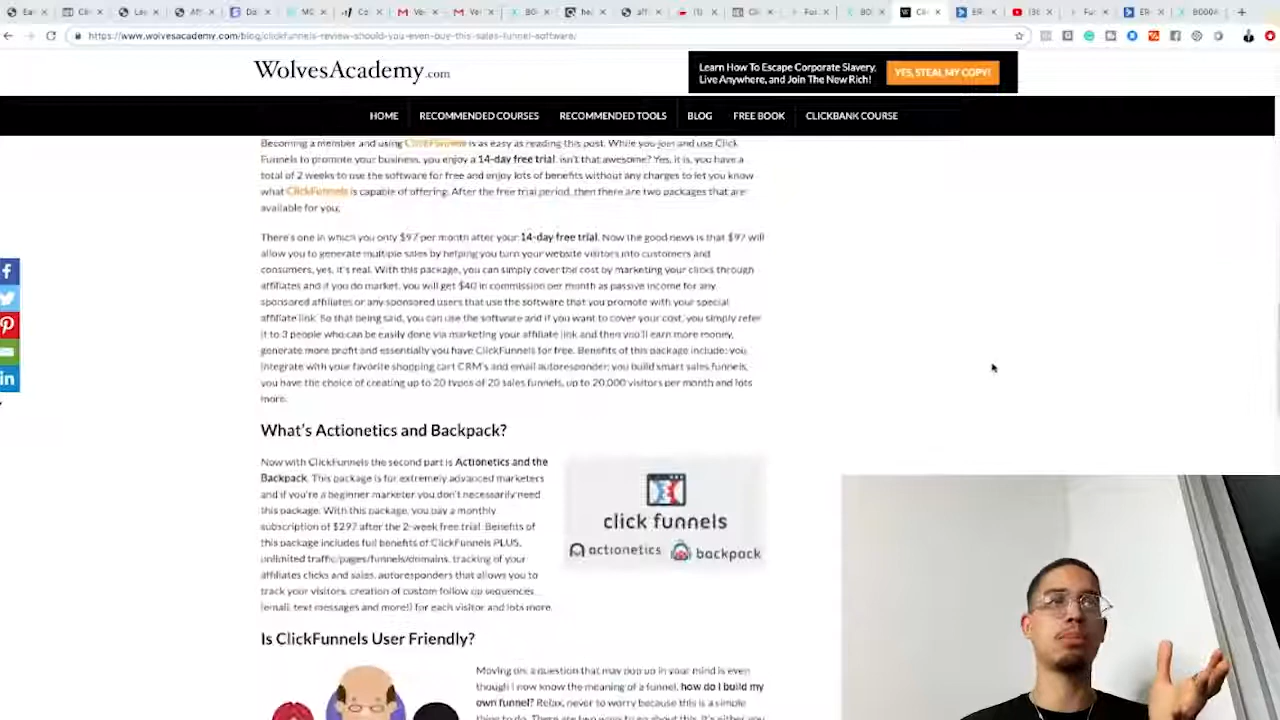 https://www.wolvesacademy.com/blog/clickfunnels-review-should-you-even-buy-this-sales-funnel-software/
WolvesAcademy.com
Learn How To Escape Corporate Slavery,
Live Anywhere, and Join The New Rich!
YES, STEAL MY COPY!
HOME
RECOMMENDED COURSES
RECOMMENDED TOOLS
BLOG
FREE BOOK
CLICKBANK COURSE
Becoming a member and using ClickFunnels is as easy as reading this post. While you join and use Click
Funnels to promote your business, you enjoy a 14-day free trial, isn't that awesome? Yes, it is, you have a
total of 2 weeks to use the software for free and enjoy lots of benefits without any charges to let you know
what ClickFunnels is capable of offering. After the free trial period, then there are two packages that are
available for you;
There's one in which you only $97 per month after your 14-day free trial. Now the good news is that $97 will
allow you to generate multiple sales by helping you turn your website visitors into customers and
consumers, yes, it's real. With this package, you can simply cover the cost by marketing your clicks through
affiliates and if you do market, you will get $40 in commission per month as passive income for any
sponsored affiliates or any sponsored users that use the software that you promote with your special
affiliate link. So that being said, you can use the software and if you want to cover your cost, you simply refer
it to 3 people who can be easily done via marketing your affiliate link and then you'll earn more money,
generate more profit and essentially you have ClickFunnels for free. Benefits of this package include: you
integrate with your favorite shopping cart CRM's and email autoresponder; you build smart sales funnels,
you have the choice of creating up to 20 types of 20 sales funnels, up to 20,000 visitors per month and lots
more.
What's Actionetics and Backpack?
Now with ClickFunnels the second part is Actionetics and the
Backpack. This package is for extremely advanced marketers
and if you're a beginner marketer you don't necessarily need
this package. With this package, you pay a monthly
subscription of $297 after the 2-week free trial. Benefits of
this package includes full benefits of ClickFunnels PLUS,
unlimited traffic/pages/funnels/domains, tracking of your
affiliates clicks and sales, autoresponders that allows you to
track your visitors, creation of custom follow up sequences
(email, text messages and more!) for each visitor and lots more.
click funnels
actionetics
backpack
Is ClickFunnels User Friendly?
Moving on, a question that may pop up in your mind is even
though I now know the meaning of a funnel, how do I build my
own funnel? Relax, never to worry because this is a simple
thing to do. There are two ways to go about this. It's either you